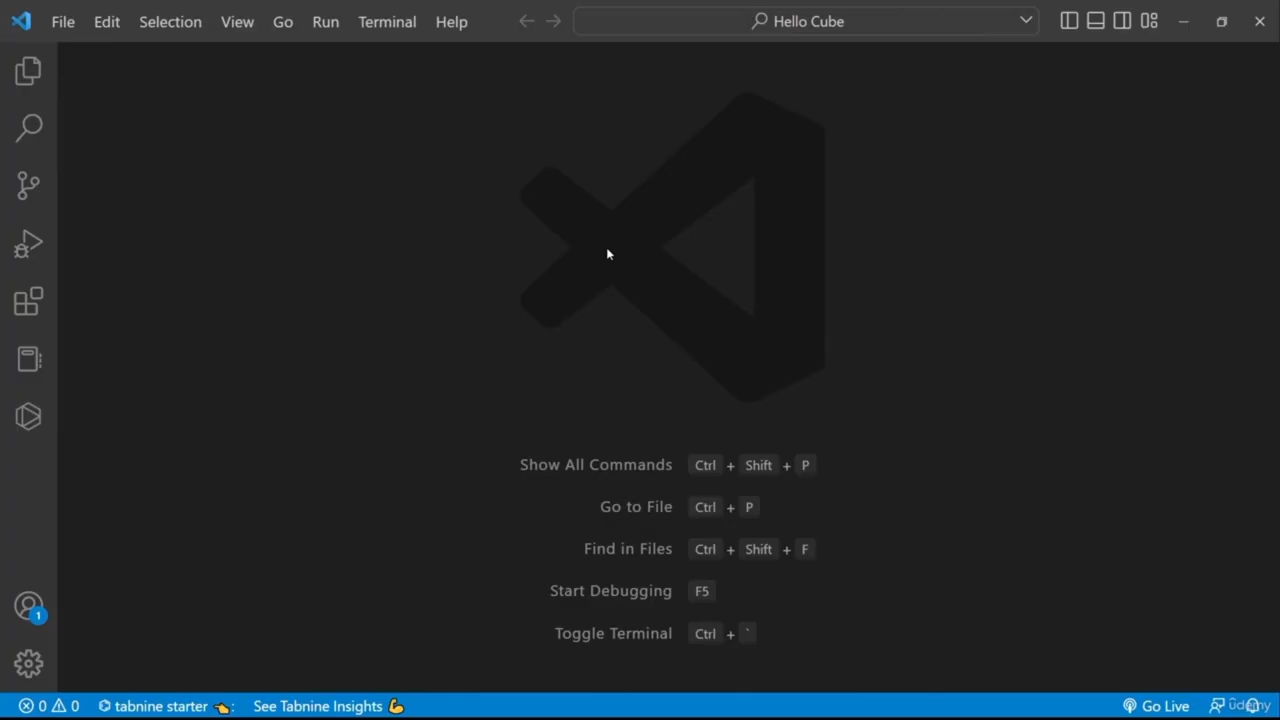 File Edit Selection View Go Run Terminal Help Hello Cube
Show All Commands Ctrl + Shift + P
Go to File Ctrl + P
Find in Files Ctrl + Shift + F
Start Debugging F5
Toggle Terminal Ctrl + `
1
0 0 tabnine starter : See Tabnine Insights Go Live udemy